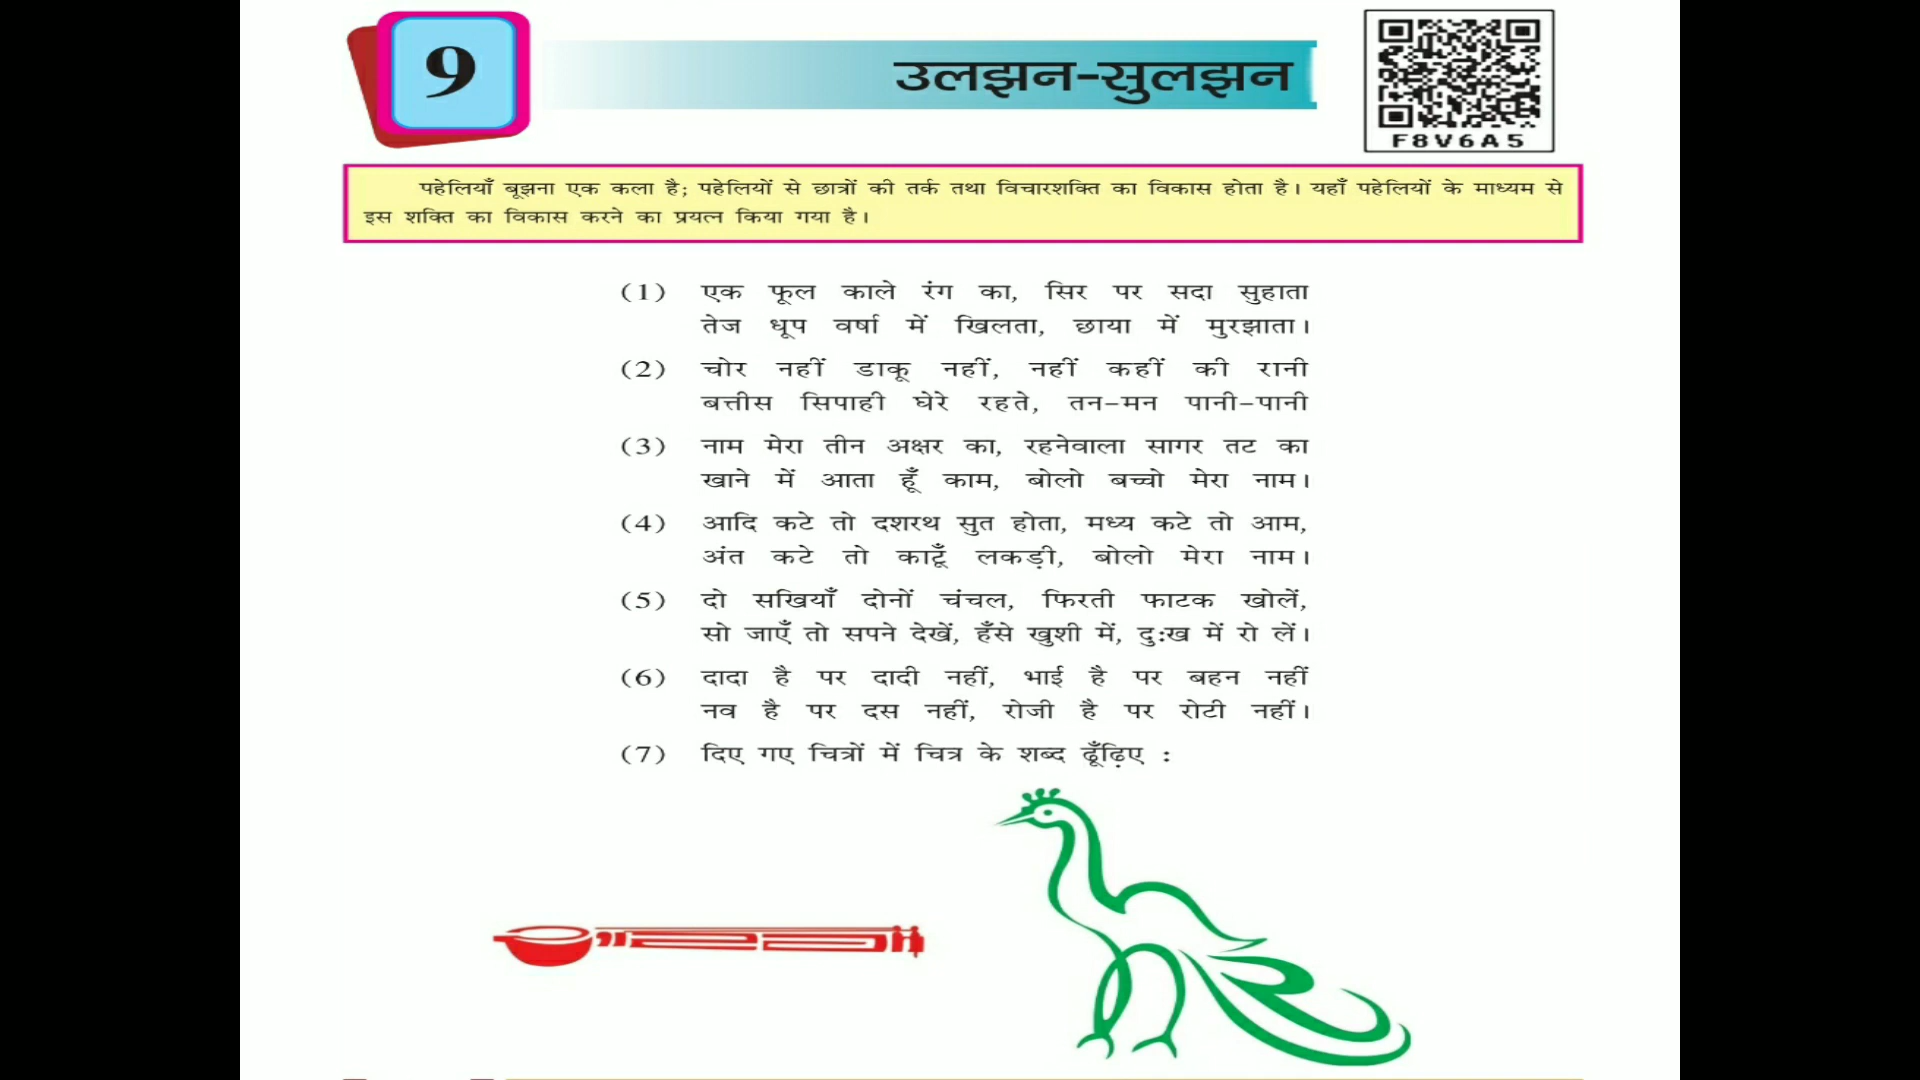 9
उलझन-सुलझन
F8V6A5
पहेलियाँ बूझना एक कला है; पहेलियों से छात्रों की तर्क तथा विचारशक्ति का विकास होता है। यहाँ पहेलियों के माध्यम से
इस शक्ति का विकास करने का प्रयत्न किया गया है।
(1) एक फूल काले रंग का, सिर पर सदा सुहाता
तेज धूप वर्षा में खिलता, छाया में मुरझाता।
(2) चोर नहीं डाकू नहीं, नहीं कहीं की रानी
बत्तीस सिपाही घेरे रहते, तन-मन पानी-पानी
(3) नाम मेरा तीन अक्षर का, रहनेवाला सागर तट का
खाने में आता हूँ काम, बोलो बच्चो मेरा नाम।
(4) आदि कटे तो दशरथ सुत होता, मध्य कटे तो आम,
अंत कटे तो काटूँ लकड़ी, बोलो मेरा नाम।
(5) दो सखियाँ दोनों चंचल, फिरती फाटक खोलें,
सो जाएँ तो सपने देखें, हँसे खुशी में, दुःख में रो लें।
(6) दादा है पर दादी नहीं, भाई है पर बहन नहीं
नव है पर दस नहीं, रोजी है पर रोटी नहीं।
(7) दिए गए चित्रों में चित्र के शब्द ढूँढ़िए :